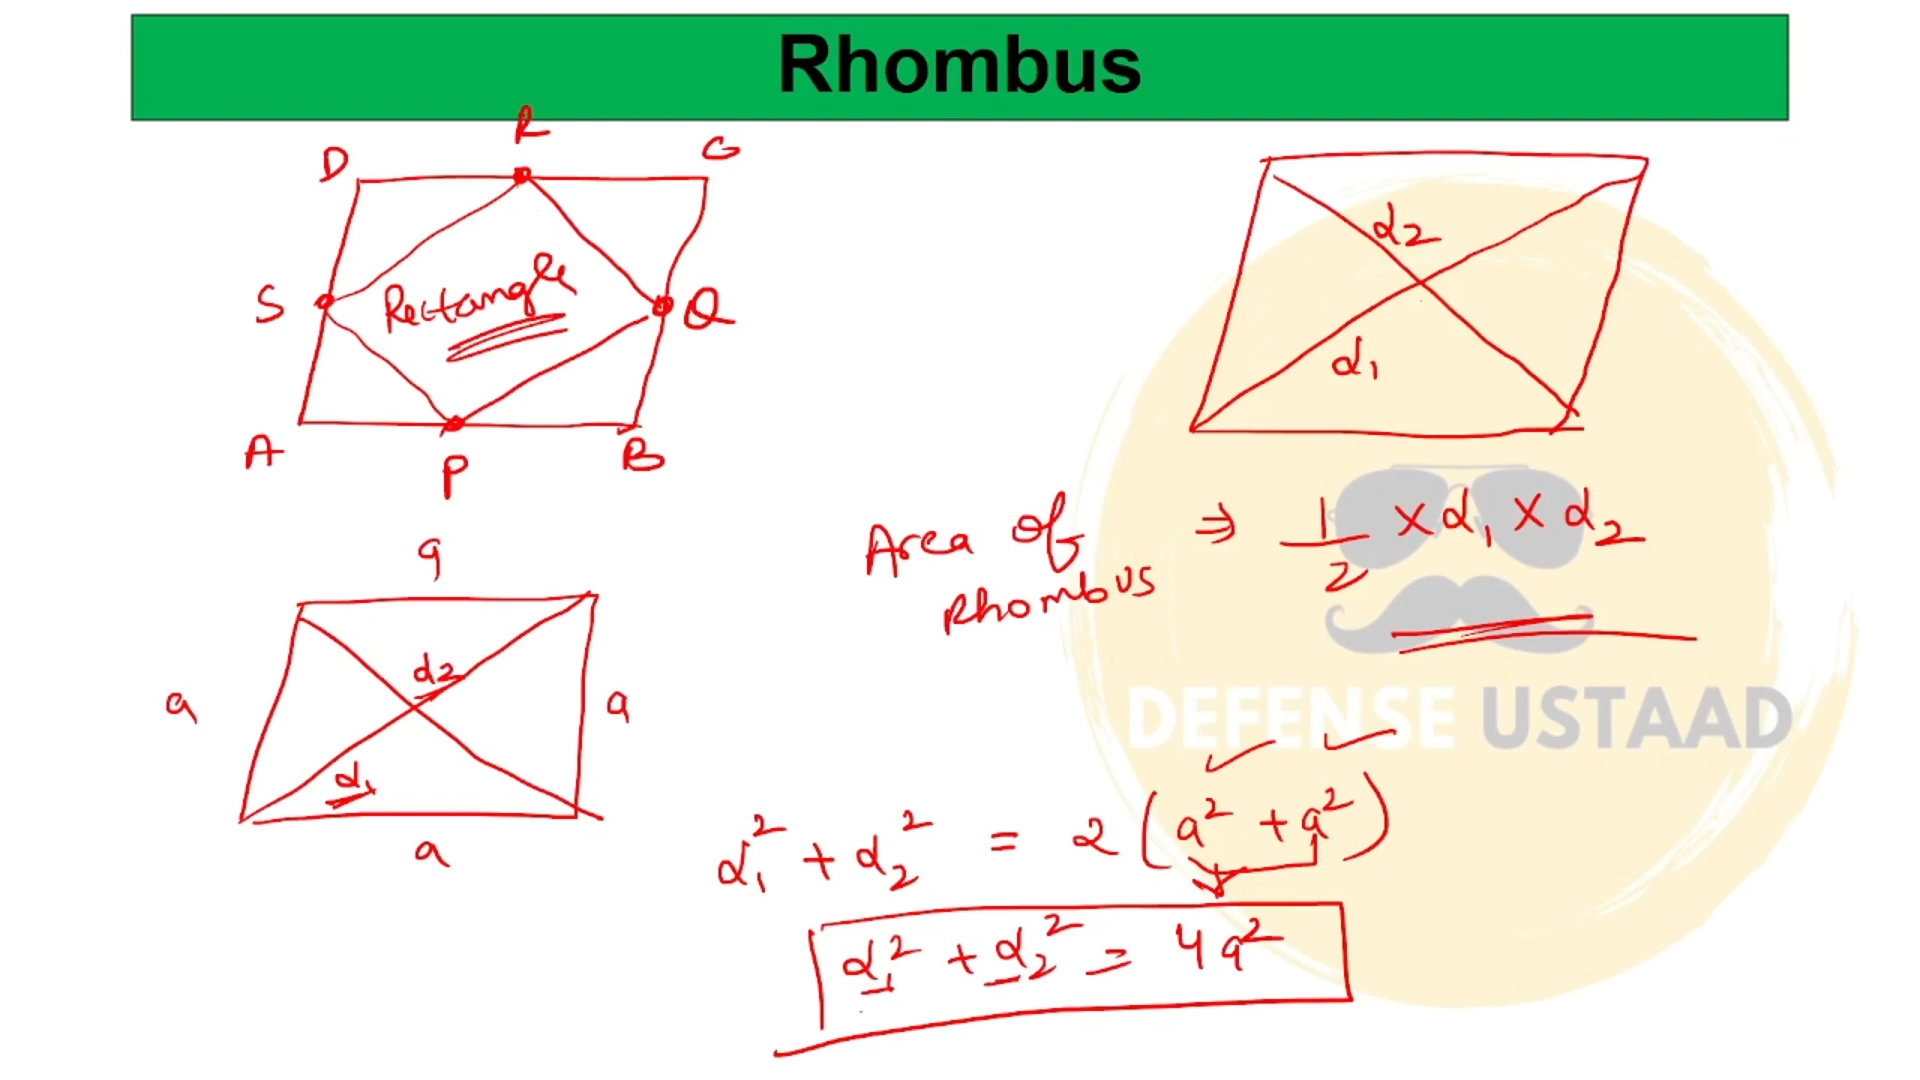 Rhombus
R
D C
S Rectangle Q
A P B
d2
d1
Area of ⇒ 1/2 × d1 × d2
Rhombus
a
a d2 a
d1
a
DEFENSE USTAAD
d1² + d2² = 2 (a² + a²)
d1² + d2² = 4a²